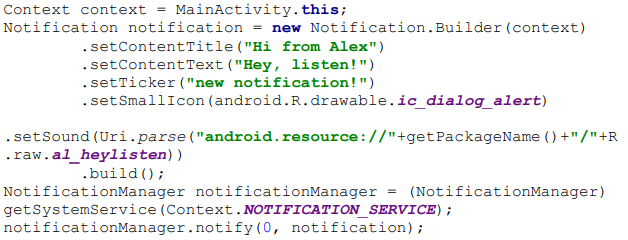 Context context = MainActivity.this;
Notification notification = new Notification.Builder(context)
        .setContentTitle("Hi from Alex")
        .setContentText("Hey, listen!")
        .setTicker("new notification!")
        .setSmallIcon(android.R.drawable.ic_dialog_alert)

.setSound(Uri.parse("android.resource://"+getPackageName()+"/"+R
.raw.al_heylisten))
        .build();
NotificationManager notificationManager = (NotificationManager)
getSystemService(Context.NOTIFICATION_SERVICE);
notificationManager.notify(0, notification);